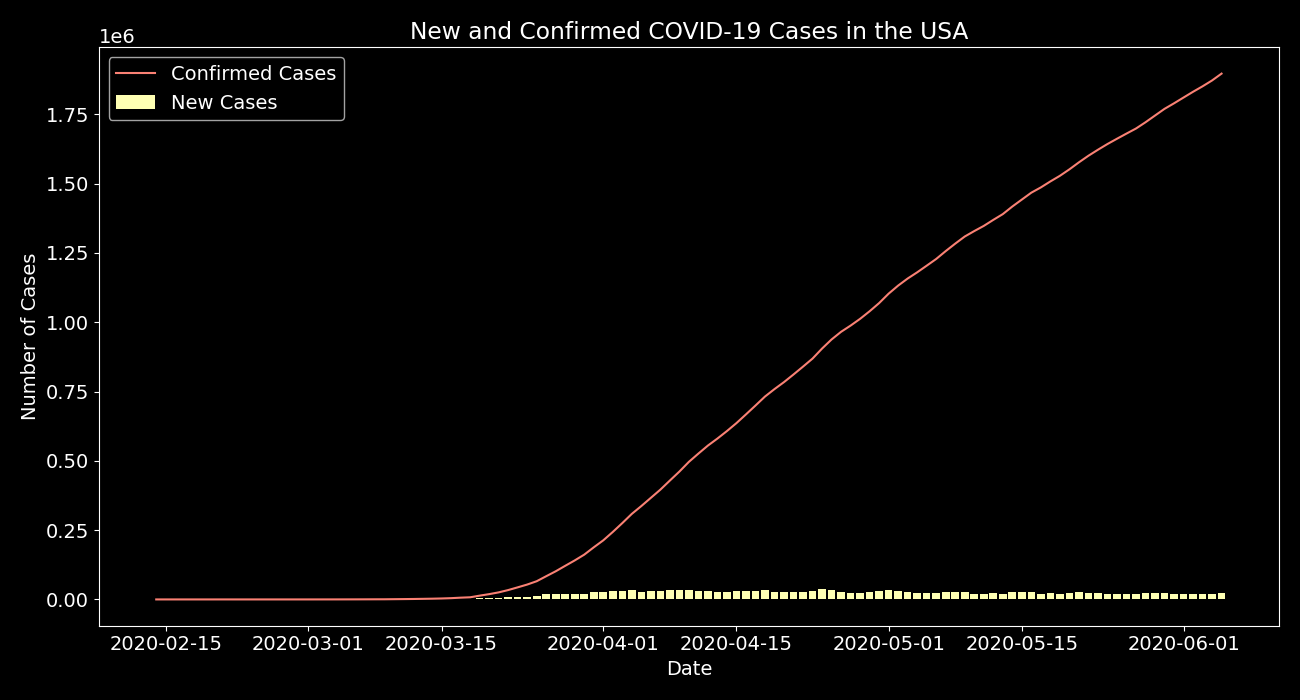 New and Confirmed COVID-19 Cases in the USA
1e6
Confirmed Cases
New Cases
1.75
1.50
1.25
1.00
0.75
0.50
0.25
0.00
Number of Cases
2020-02-15 2020-03-01 2020-03-15 2020-04-01 2020-04-15 2020-05-01 2020-05-15 2020-06-01
Date